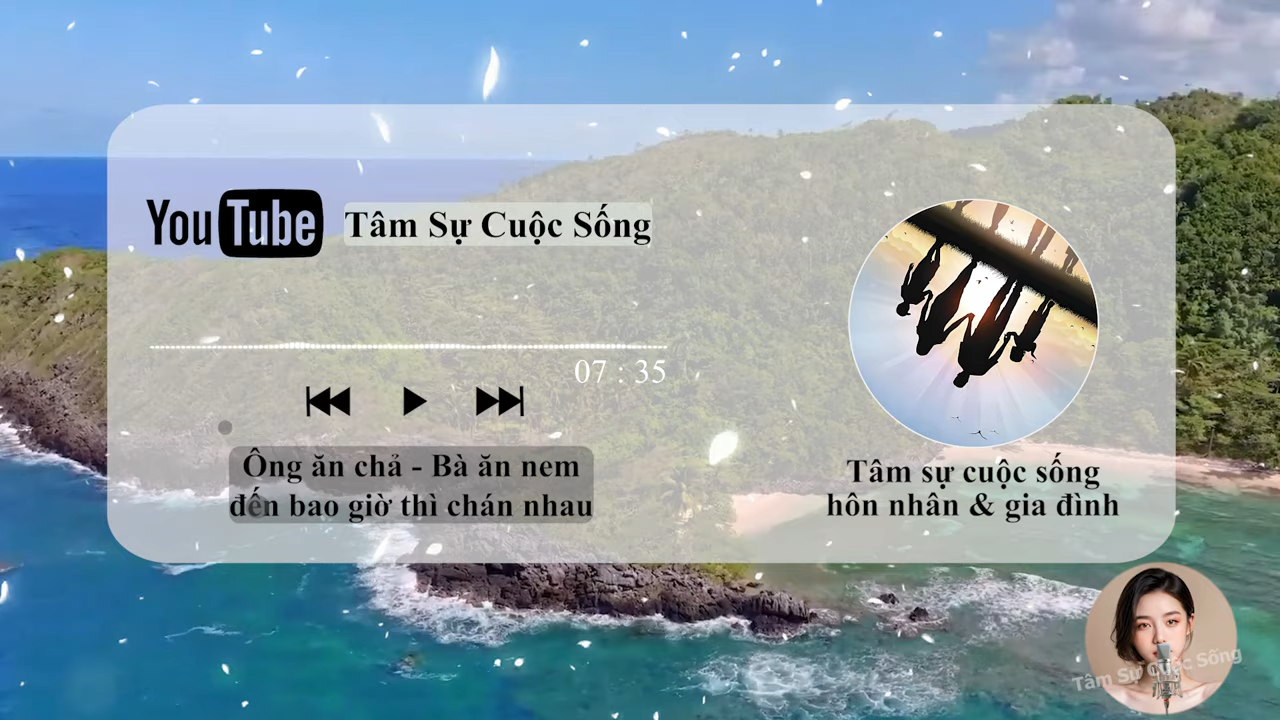 YouTube Tâm Sự Cuộc Sống
07 : 35
Ông ăn chả - Bà ăn nem
đến bao giờ thì chán nhau
Tâm sự cuộc sống
hôn nhân & gia đình
Tâm Sự Cuộc Sống